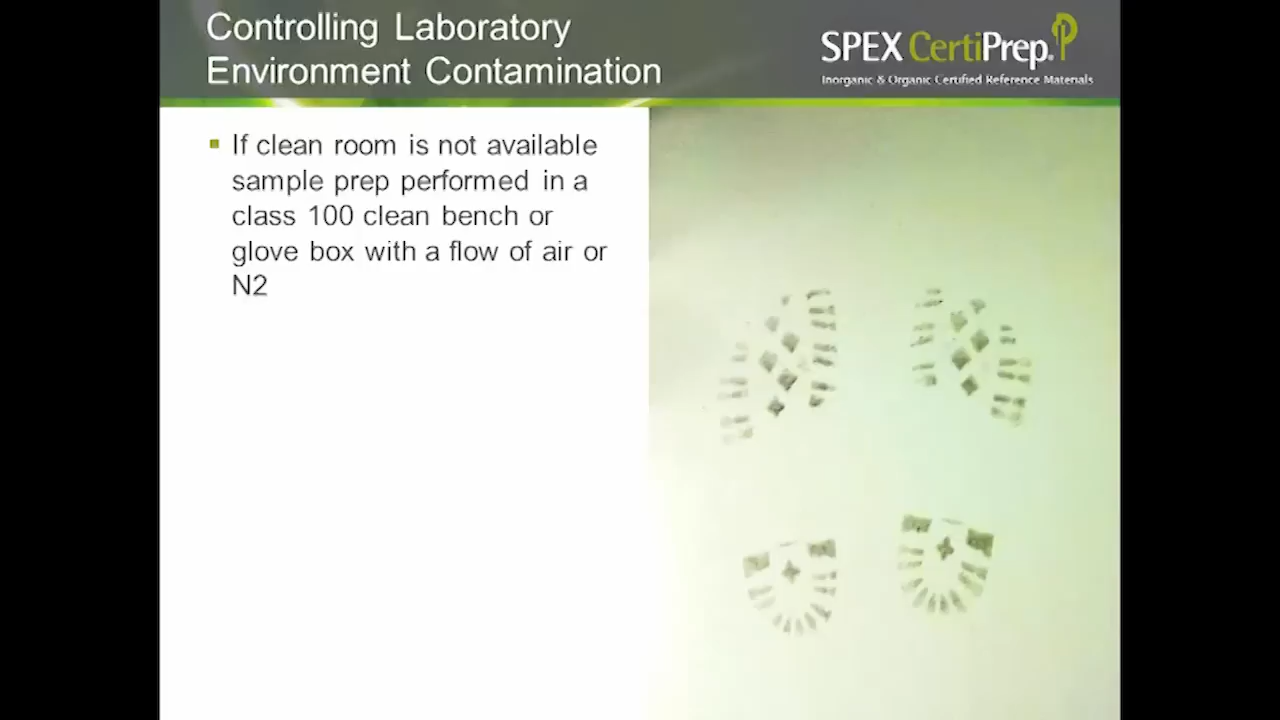 Controlling Laboratory
Environment Contamination
SPEX CertiPrep.
Inorganic & Organic Certified Reference Materials
If clean room is not available
sample prep performed in a
class 100 clean bench or
glove box with a flow of air or
N2